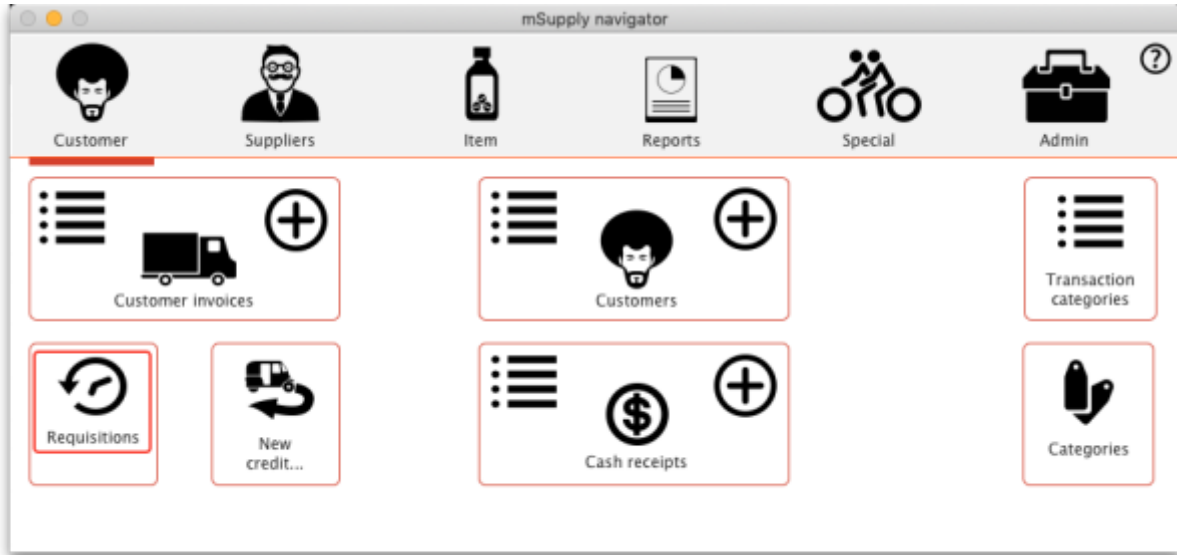 mSupply navigator
?
Customer
Suppliers
Item
Reports
Special
Admin
Customer invoices
Customers
Transaction
categories
Requisitions
New
credit...
$
Cash receipts
Categories